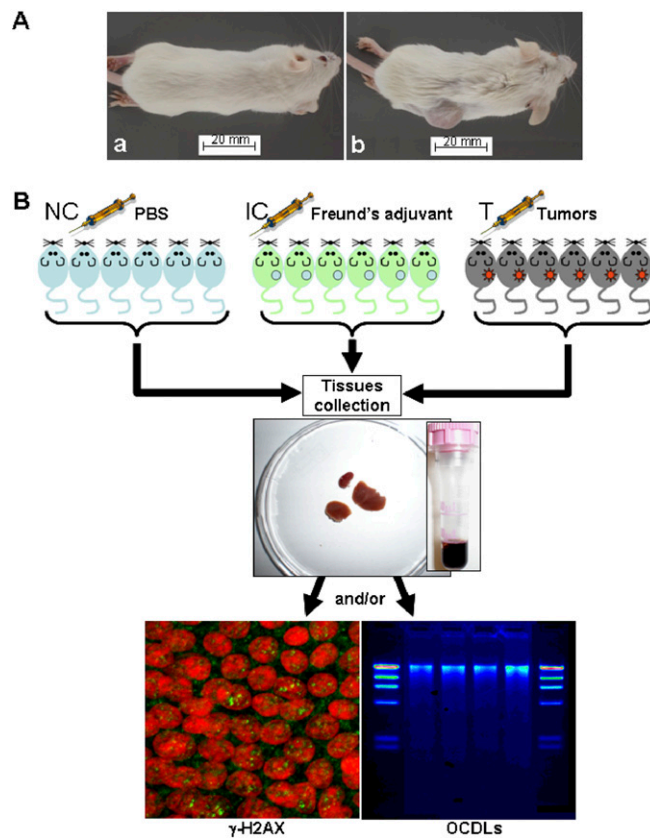 A
a
20 mm
b
20 mm
B
NC
PBS
IC
Freund's adjuvant
T
Tumors
Tissues
collection
and/or
γ-H2AX
OCDLs